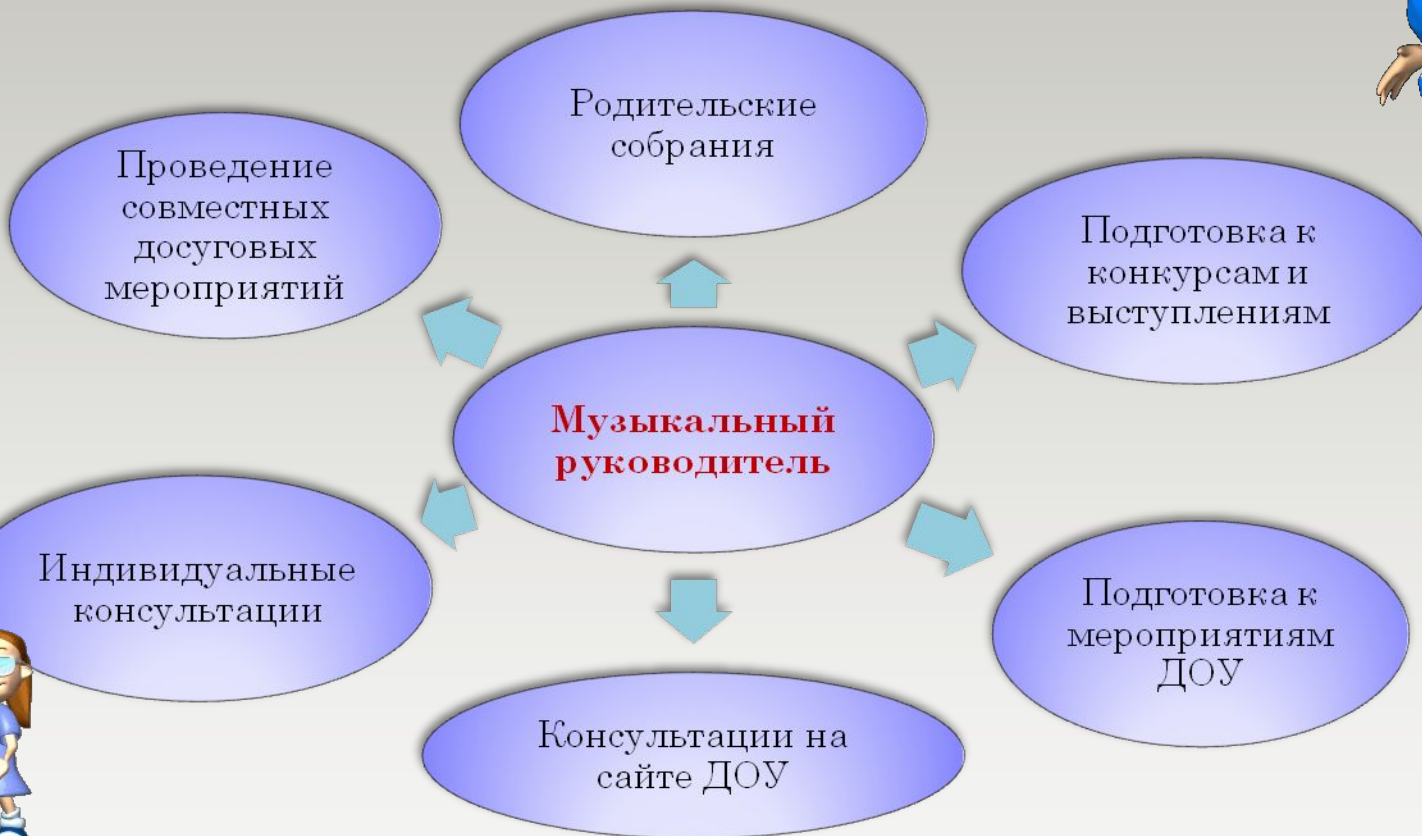 Родительские
собрания
Проведение
совместных
досуговых
мероприятий
Подготовка к
конкурсам и
выступлениям
Музыкальный
руководитель
Индивидуальные
консультации
Подготовка к
мероприятиям
ДОУ
Консультации на
сайте ДОУ